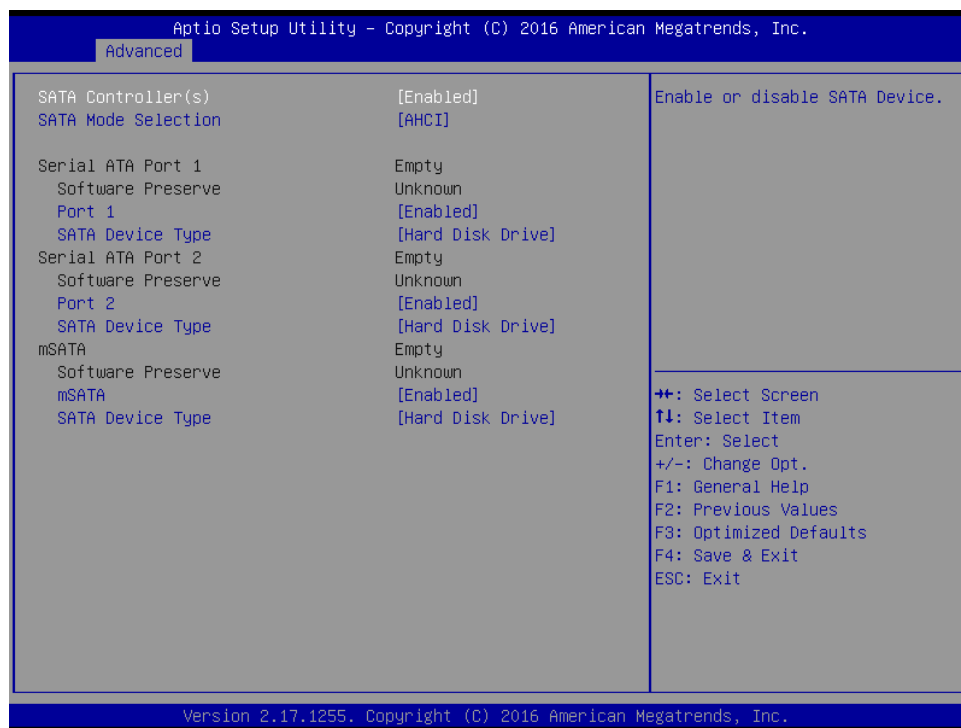 Aptio Setup Utility – Copyright (C) 2016 American Megatrends, Inc.
Advanced
SATA Controller(s) [Enabled]
SATA Mode Selection [AHCI]
Serial ATA Port 1 Empty
Software Preserve Unknown
Port 1 [Enabled]
SATA Device Type [Hard Disk Drive]
Serial ATA Port 2 Empty
Software Preserve Unknown
Port 2 [Enabled]
SATA Device Type [Hard Disk Drive]
mSATA Empty
Software Preserve Unknown
mSATA [Enabled]
SATA Device Type [Hard Disk Drive]
Enable or disable SATA Device.
→←: Select Screen
↑↓: Select Item
Enter: Select
+/-: Change Opt.
F1: General Help
F2: Previous Values
F3: Optimized Defaults
F4: Save & Exit
ESC: Exit
Version 2.17.1255. Copyright (C) 2016 American Megatrends, Inc.